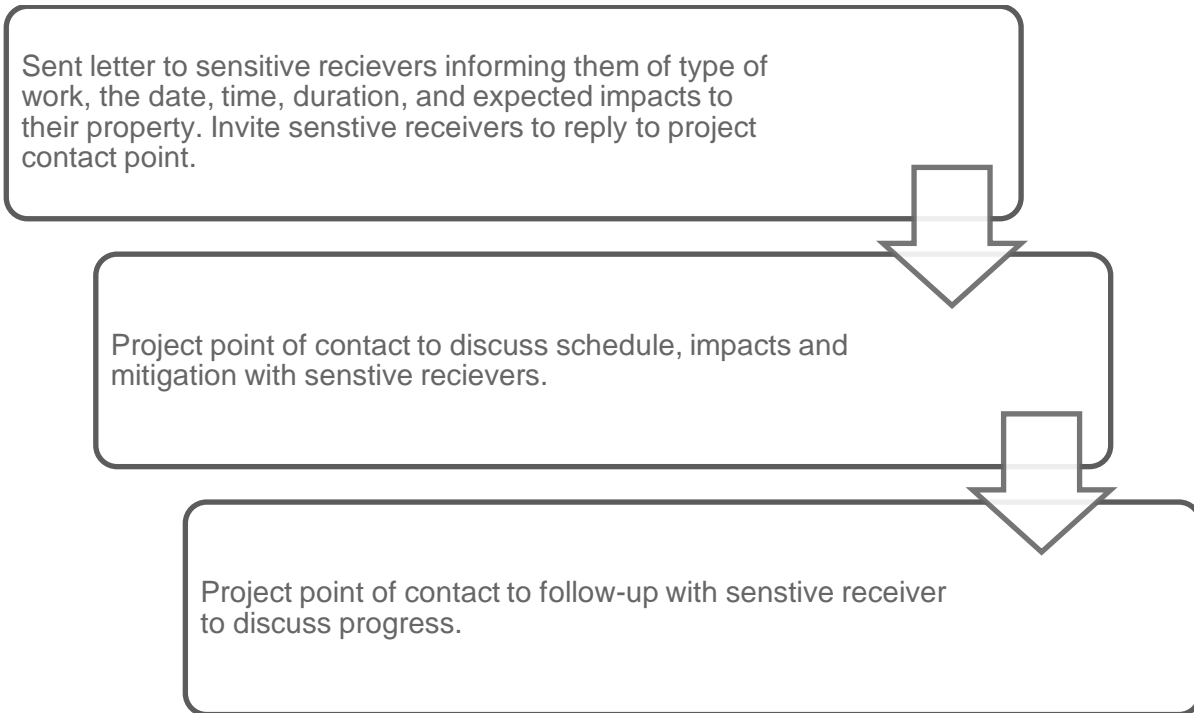 Sent letter to sensitive recievers informing them of type of
work, the date, time, duration, and expected impacts to
their property. Invite senstive receivers to reply to project
contact point.
Project point of contact to discuss schedule, impacts and
mitigation with senstive recievers.
Project point of contact to follow-up with senstive receiver
to discuss progress.